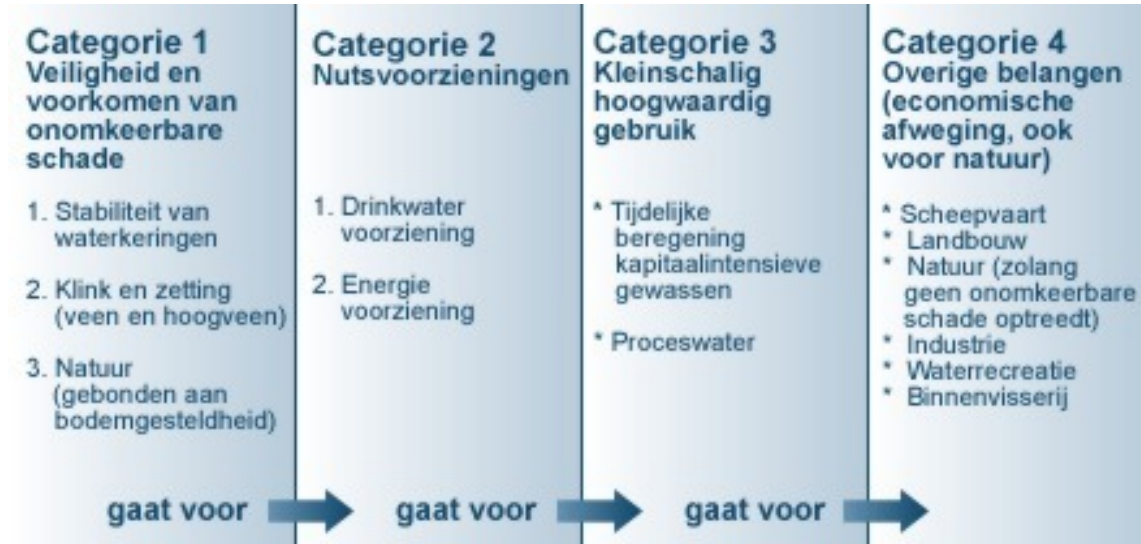 Categorie 1
Veiligheid en
voorkomen van
onomkeerbare
schade
1. Stabiliteit van
waterkeringen
2. Klink en zetting
(veen en hoogveen)
3. Natuur
(gebonden aan
bodemgesteldheid)
gaat voor
Categorie 2
Nutsvoorzieningen
1. Drinkwater
voorziening
2. Energie
voorziening
gaat voor
Categorie 3
Kleinschalig
hoogwaardig
gebruik
* Tijdelijke
beregening
kapitaalintensieve
gewassen
* Proceswater
gaat voor
Categorie 4
Overige belangen
(economische
afweging, ook
voor natuur)
* Scheepvaart
* Landbouw
* Natuur (zolang
geen onomkeerbare
schade optreedt)
* Industrie
* Waterrecreatie
* Binnenvisserij